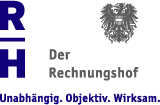 R
H
Der
Rechnungshof
Unabhängig. Objektiv. Wirksam.